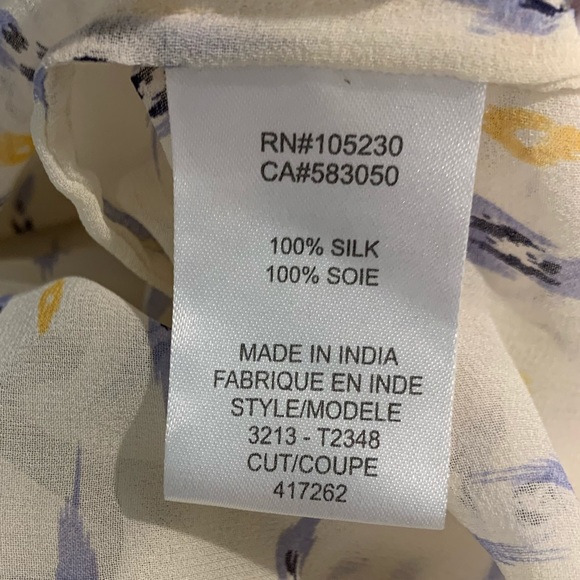 RN#105230
CA#583050
100% SILK
100% SOIE
MADE IN INDIA
FABRIQUE EN INDE
STYLE/MODELE
3213 - T2348
CUT/COUPE
417262